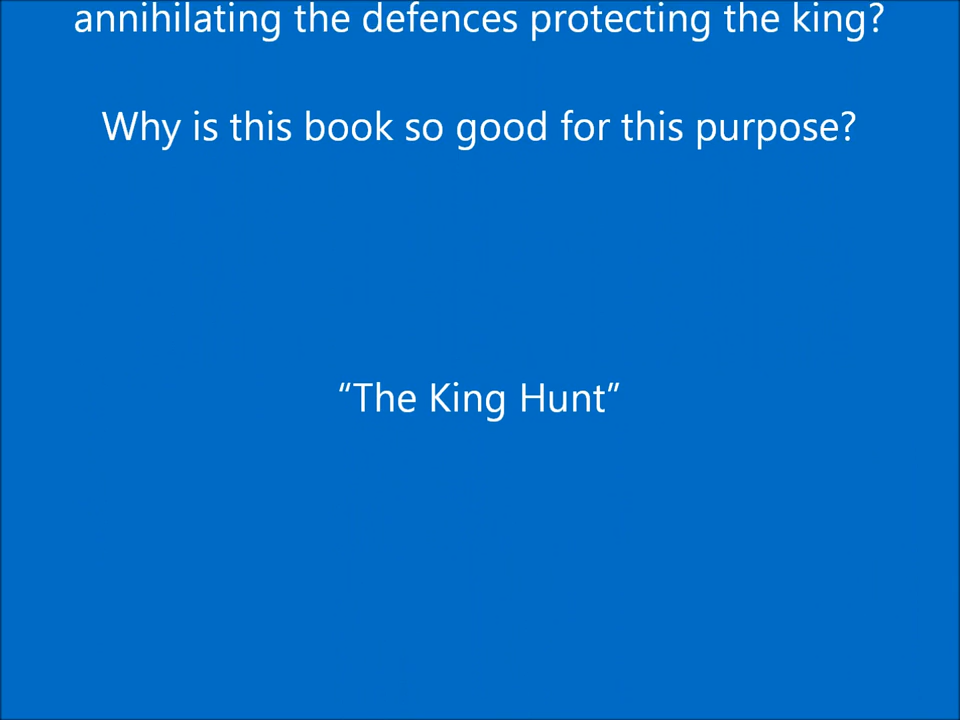 annihilating the defences protecting the king?
Why is this book so good for this purpose?
“The King Hunt”